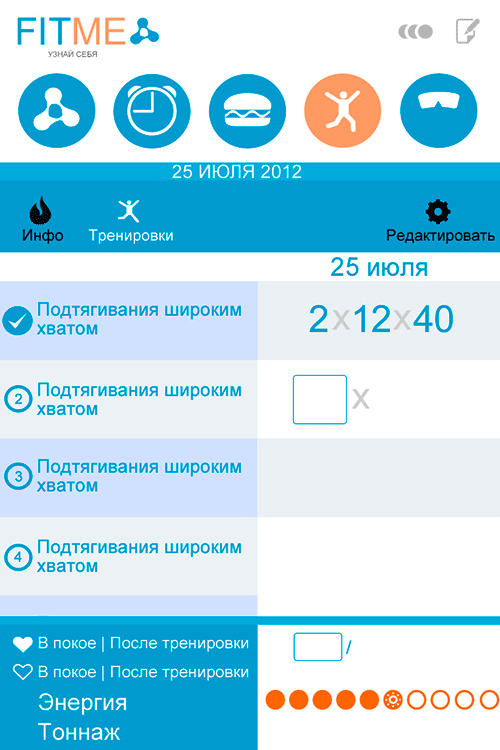 FITME
УЗНАЙ СЕБЯ
25 ИЮЛЯ 2012
Инфо
Тренировки
Редактировать
25 июля
Подтягивания широким
хватом
2x12x40
2
Подтягивания широким
хватом
x
3
Подтягивания широким
хватом
4
Подтягивания широким
хватом
В покое | После тренировки
/
В покое | После тренировки
Энергия
Тоннаж